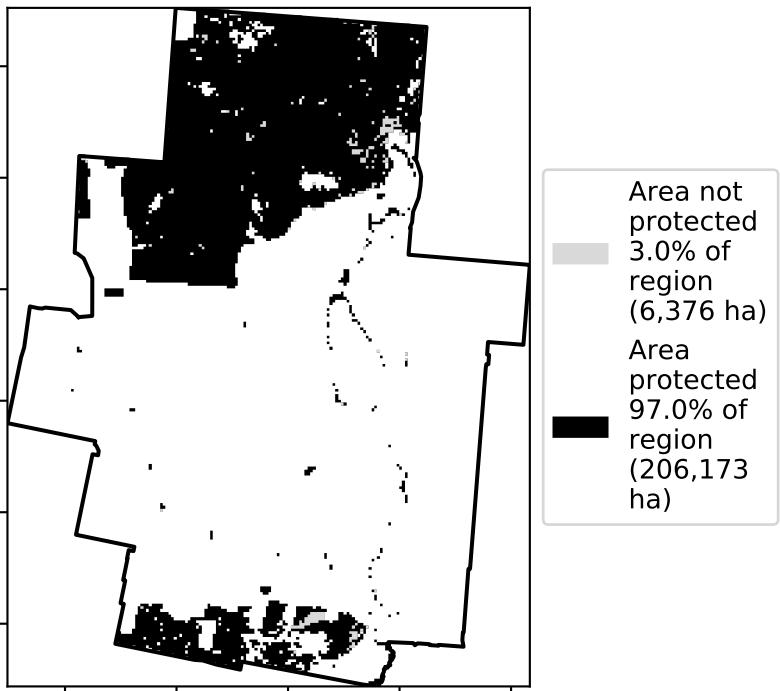 Area not
protected
3.0% of
region
(6,376 ha)
Area
protected
97.0% of
region
(206,173
ha)